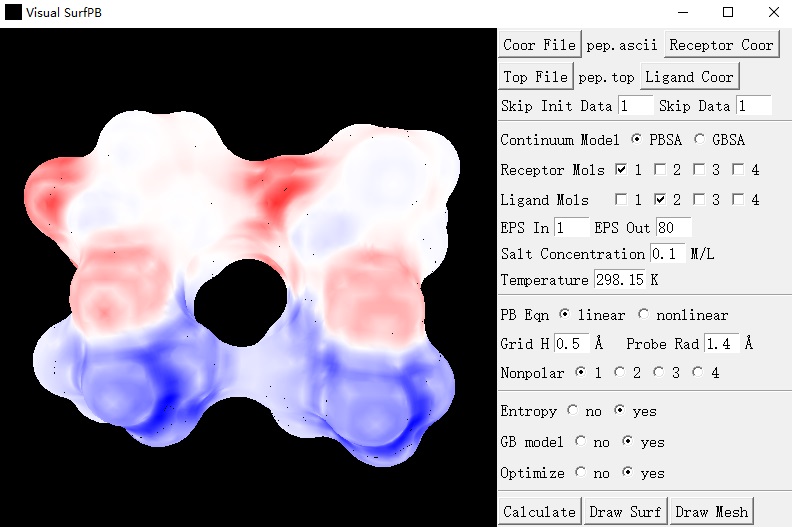 Visual SurfPB
Coor File pep.ascii Receptor Coor
Top File pep.top Ligand Coor
Skip Init Data 1 Skip Data 1
Continuum Model PBSA GBSA
Receptor Mols 1 2 3 4
Ligand Mols 1 2 3 4
EPS In 1 EPS Out 80
Salt Concentration 0.1 M/L
Temperature 298.15 K
PB Eqn linear nonlinear
Grid H 0.5 Å Probe Rad 1.4 Å
Nonpolar 1 2 3 4
Entropy no yes
GB model no yes
Optimize no yes
Calculate Draw Surf Draw Mesh